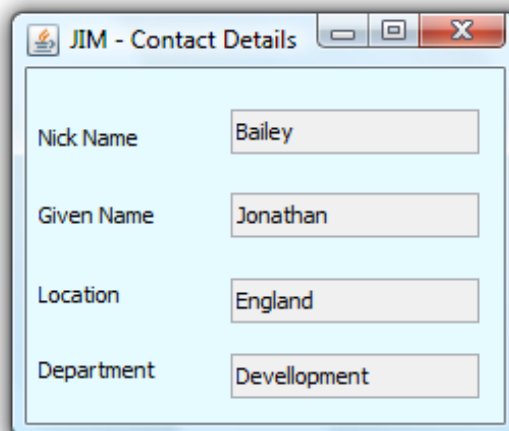 JIM - Contact Details
Nick Name Bailey
Given Name Jonathan
Location England
Department Devellopment